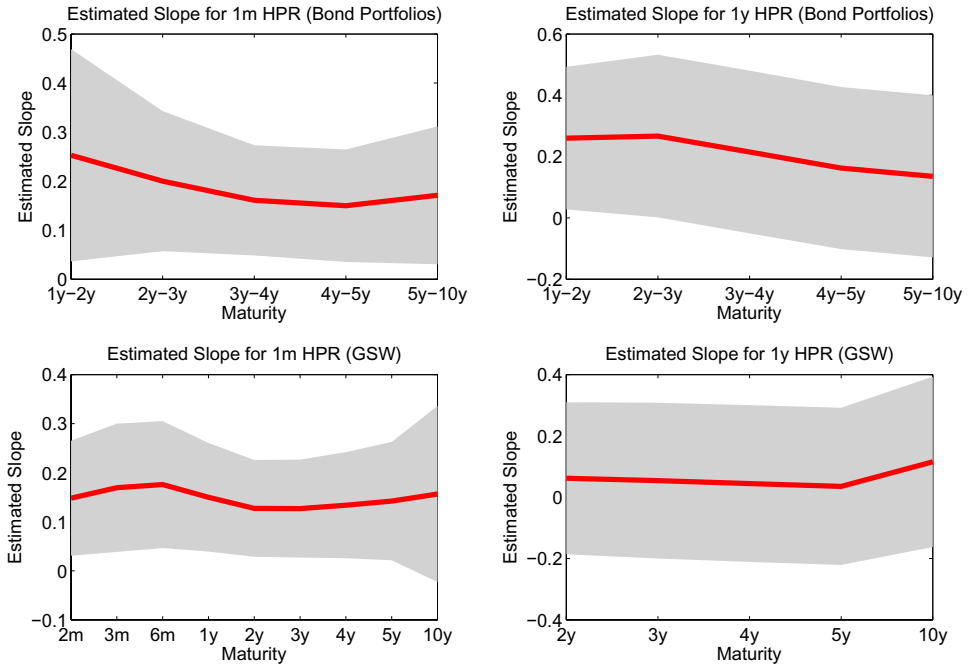 Estimated Slope for 1m HPR (Bond Portfolios)
0.5
0.4
0.3
0.2
0.1
0
Estimated Slope
1y−2y 2y−3y 3y−4y 4y−5y 5y−10y
Maturity
Estimated Slope for 1y HPR (Bond Portfolios)
0.6
0.4
0.2
0
−0.2
Estimated Slope
1y−2y 2y−3y 3y−4y 4y−5y 5y−10y
Maturity
Estimated Slope for 1m HPR (GSW)
0.4
0.3
0.2
0.1
0
−0.1
Estimated Slope
2m 3m 6m 1y 2y 3y 4y 5y 10y
Maturity
Estimated Slope for 1y HPR (GSW)
0.4
0.2
0
−0.2
−0.4
Estimated Slope
2y 3y 4y 5y 10y
Maturity